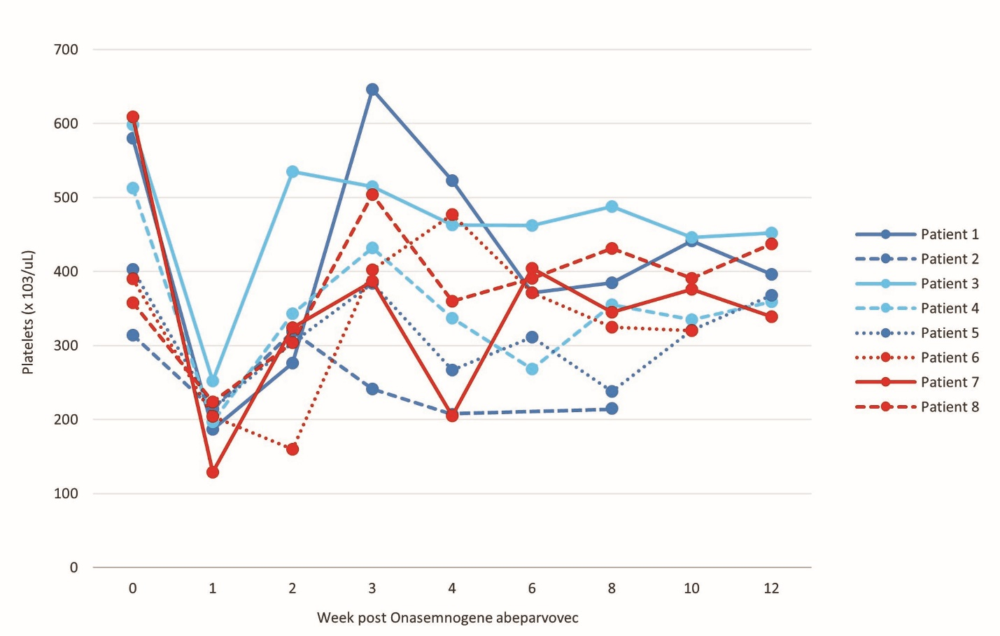 700
600
500
400
300
200
100
0
Platelets (x 103/uL)
0 1 2 3 4 6 8 10 12
Week post Onasemnogene abeparvovec
Patient 1
Patient 2
Patient 3
Patient 4
Patient 5
Patient 6
Patient 7
Patient 8